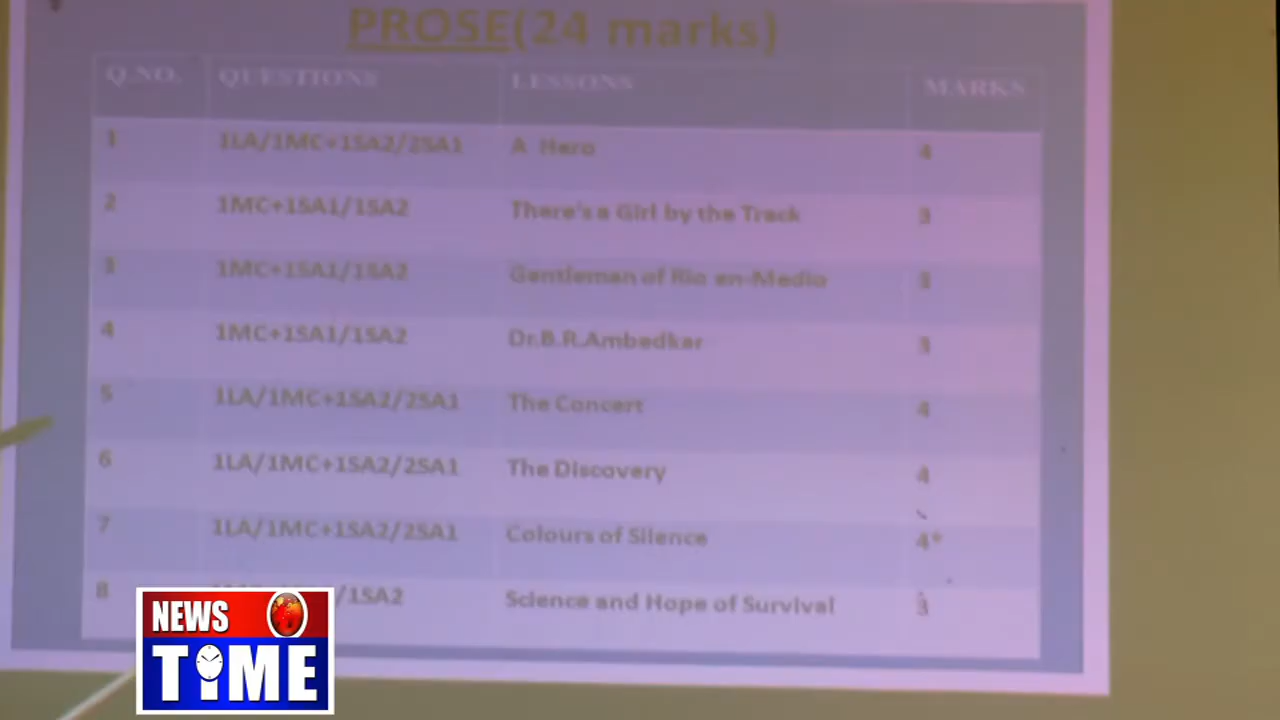 PROSE(24 marks)
Q.NO. QUESTIONS LESSONS MARKS
1 1LA/1MC+1SA2/2SA1 A Hero 4
2 1MC+1SA1/1SA2 There's a Girl by the Track 3
3 1MC+1SA1/1SA2 Gentleman of Rio en-Medio 3
4 1MC+1SA1/1SA2 Dr.B.R.Ambedkar 3
5 1LA/1MC+1SA2/2SA1 The Concert 4
6 1LA/1MC+1SA2/2SA1 The Discovery 4
7 1LA/1MC+1SA2/2SA1 Colours of Silence 4*
8 /1SA2 Science and Hope of Survival 3
NEWS
TiME